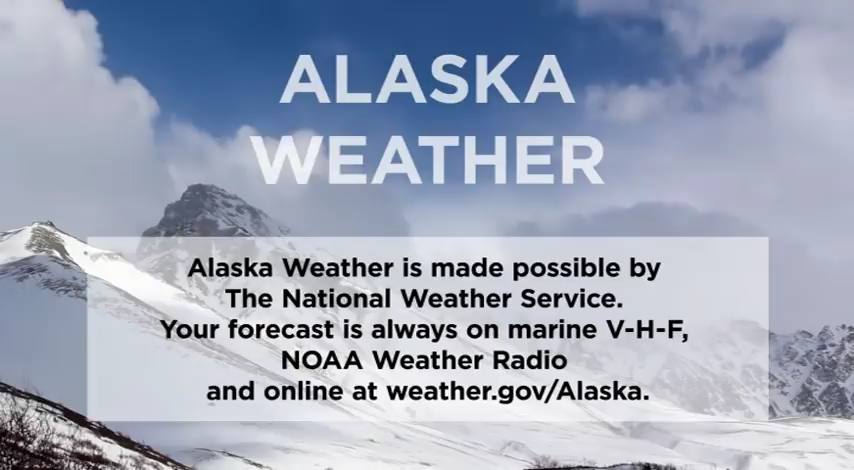 ALASKA
WEATHER
Alaska Weather is made possible by
The National Weather Service.
Your forecast is always on marine V-H-F,
NOAA Weather Radio
and online at weather.gov/Alaska.